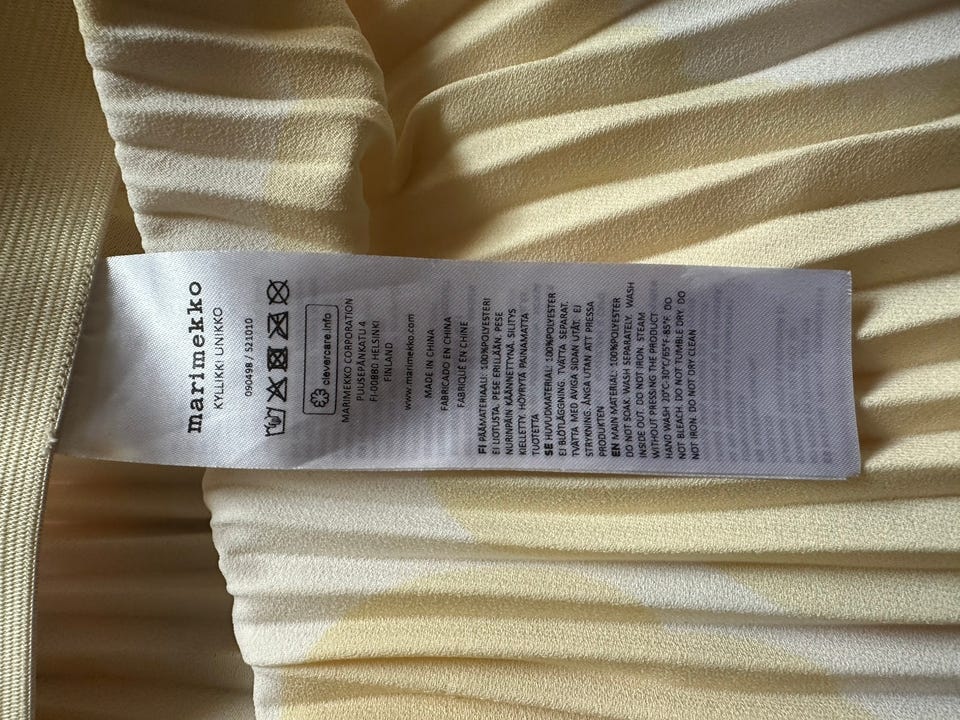 marimekko
KYLLIKKI UNIKKO
090498 / 521010
clevercare.info
MARIMEKKO CORPORATION
PUUSEPÄNKATU 4
FI-00880 HELSINKI
FINLAND
www.marimekko.com
MADE IN CHINA
FABRICADO EN CHINA
FABRIQUÉ EN CHINE
FI PÄÄMATERIAALI: 100%POLYESTERI
EI LIOTUSTA. PESE ERILLÄÄN. PESE
NURINPÄIN KÄÄNNETTYNÄ. SILITYS
KIELLETTY. HÖYRYTÄ PAINAMATTA
TUOTETTA
SE HUVUDMATERIAL: 100%POLYESTER
EJ BLÖTLÄGGNING. TVÄTTA SEPARAT.
TVÄTTA MED AVIGA SIDAN UTÅT. EJ
STRYKNING. ÅNGA UTAN ATT PRESSA
PRODUKTEN
EN MAIN MATERIAL: 100%POLYESTER
DO NOT SOAK. WASH SEPARATELY. WASH
INSIDE OUT. DO NOT IRON. STEAM
WITHOUT PRESSING THE PRODUCT
HAND WASH 20°C-30°C/65°F-85°F. DO
NOT BLEACH. DO NOT TUMBLE DRY. DO
NOT IRON. DO NOT DRY CLEAN